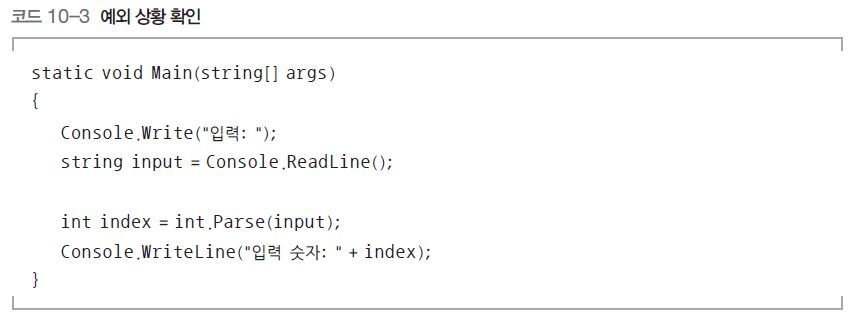 코드 10-3 예외 상황 확인
static void Main(string[] args)
{
Console.Write("입력: ");
string input = Console.ReadLine();
int index = int.Parse(input);
Console.WriteLine("입력 숫자: " + index);
}